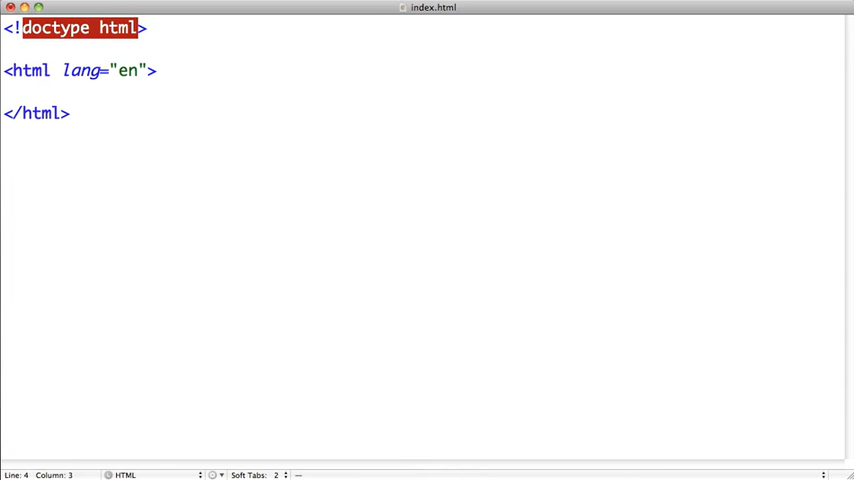 index.html
<!doctype html>
<html lang="en">
</html>
Line: 4 Column: 3 HTML Soft Tabs: 2 —